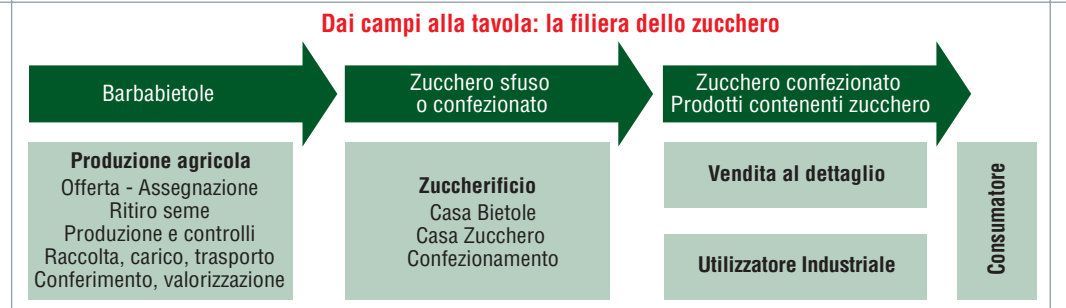 Dai campi alla tavola: la filiera dello zucchero
Barbabietole
Zucchero sfuso
o confezionato
Zucchero confezionato
Prodotti contenenti zucchero
Produzione agricola
Offerta - Assegnazione
Ritiro seme
Produzione e controlli
Raccolta, carico, trasporto
Conferimento, valorizzazione
Zuccherificio
Casa Bietole
Casa Zucchero
Confezionamento
Vendita al dettaglio
Utilizzatore Industriale
Consumatore